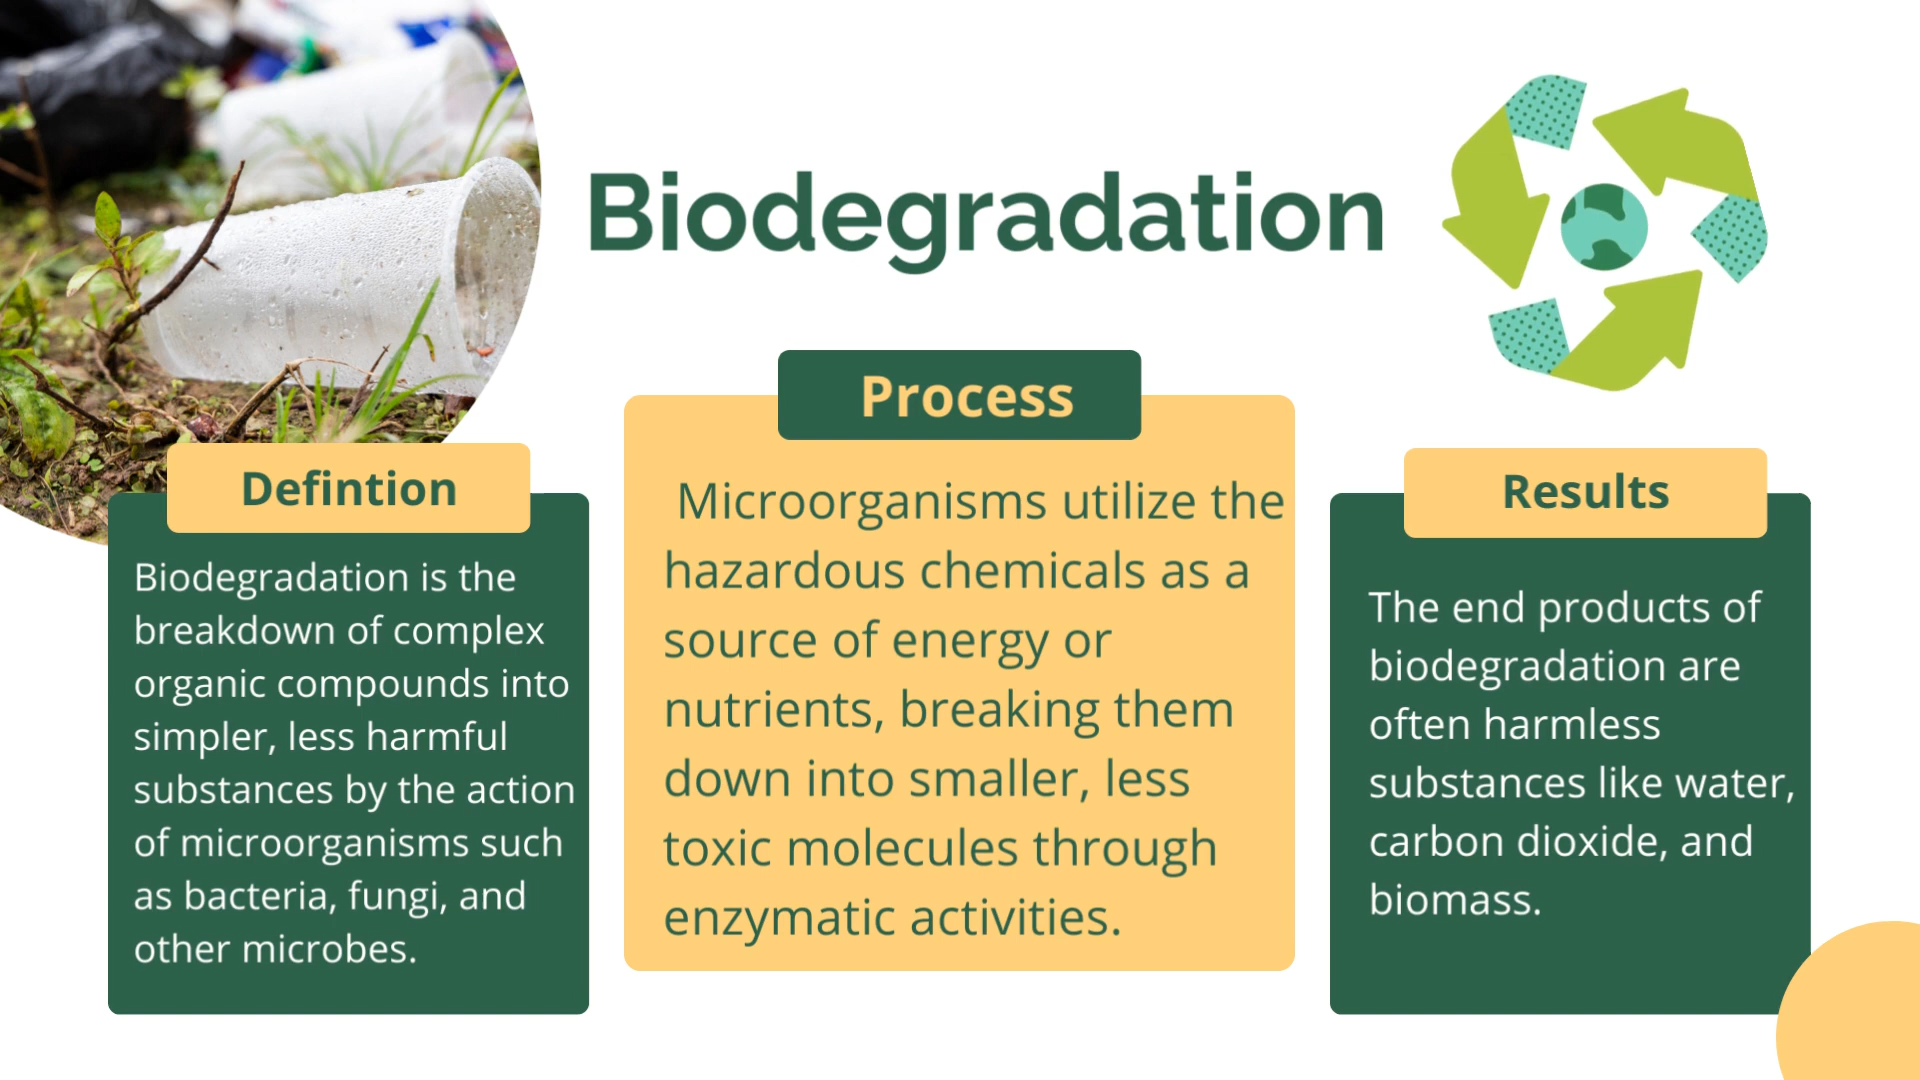 Biodegradation
Defintion
Biodegradation is the
breakdown of complex
organic compounds into
simpler, less harmful
substances by the action
of microorganisms such
as bacteria, fungi, and
other microbes.
Process
Microorganisms utilize the
hazardous chemicals as a
source of energy or
nutrients, breaking them
down into smaller, less
toxic molecules through
enzymatic activities.
Results
The end products of
biodegradation are
often harmless
substances like water,
carbon dioxide, and
biomass.